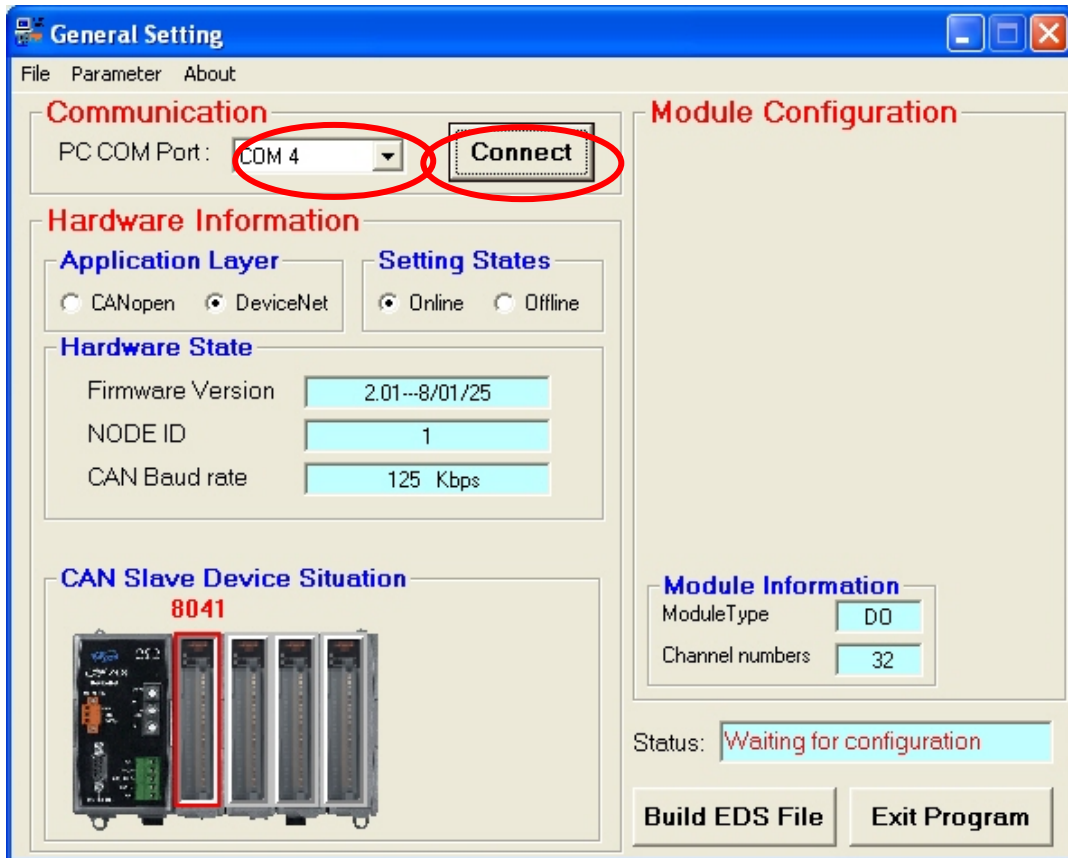 General Setting
File Parameter About
Communication
PC COM Port : COM 4 Connect
Hardware Information
Application Layer
CANopen DeviceNet
Setting States
Online Offline
Hardware State
Firmware Version 2.01---8/01/25
NODE ID 1
CAN Baud rate 125 Kbps
CAN Slave Device Situation
8041
Module Configuration
Module Information
ModuleType DO
Channel numbers 32
Status: Waiting for configuration
Build EDS File Exit Program